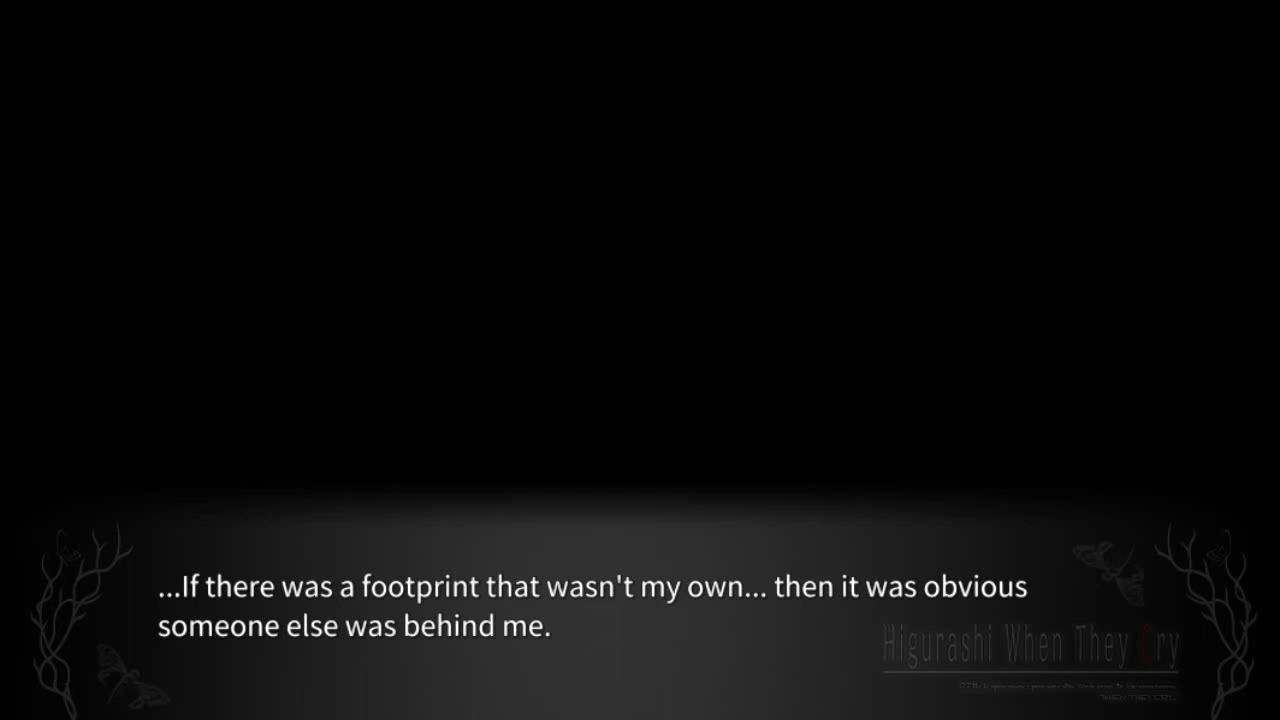 ...If there was a footprint that wasn't my own... then it was obvious
someone else was behind me.
Higurashi When They Cry